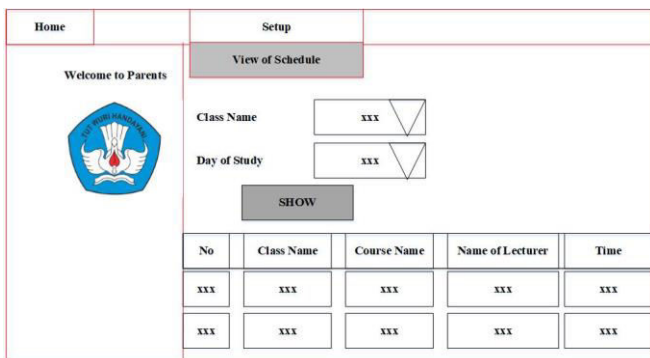 Home Setup
View of Schedule
Welcome to Parents
TUT WURI HANDAYANI
Class Name xxx
Day of Study xxx
SHOW
No Class Name Course Name Name of Lecturer Time
xxx xxx xxx xxx xxx
xxx xxx xxx xxx xxx